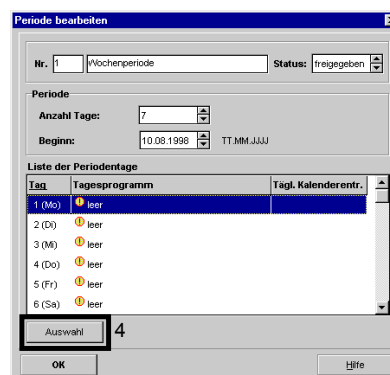 Periode bearbeiten
Nr. 1 Wochenperiode Status: freigegeben
Periode
Anzahl Tage: 7
Beginn: 10.08.1998 TT.MM.JJJJ
Liste der Periodentage
Tag Tagesprogramm Tägl. Kalenderentr.
1 (Mo) leer
2 (Di) leer
3 (Mi) leer
4 (Do) leer
5 (Fr) leer
6 (Sa) leer
Auswahl 4
OK Hilfe